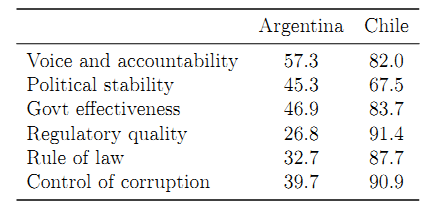 Argentina Chile
Voice and accountability 57.3 82.0
Political stability 45.3 67.5
Govt effectiveness 46.9 83.7
Regulatory quality 26.8 91.4
Rule of law 32.7 87.7
Control of corruption 39.7 90.9